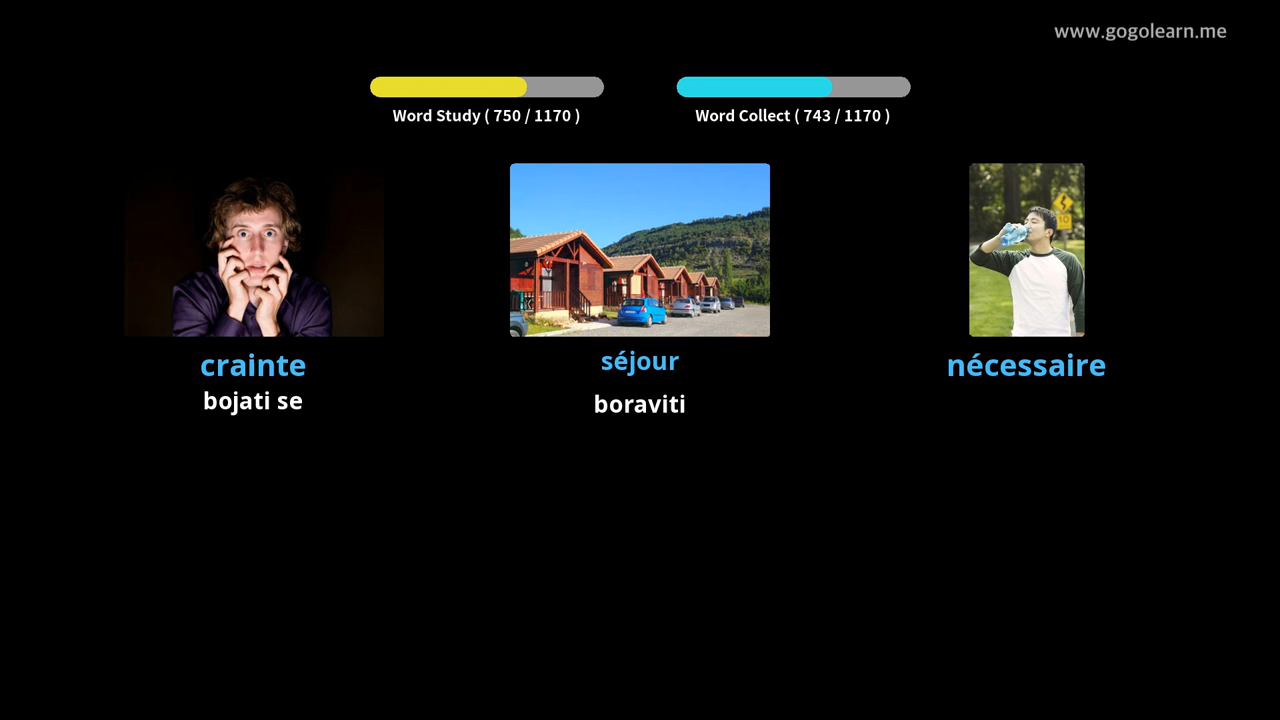 www.gogolearn.me
Word Study ( 750 / 1170 )
Word Collect ( 743 / 1170 )
crainte
bojati se
séjour
boraviti
nécessaire